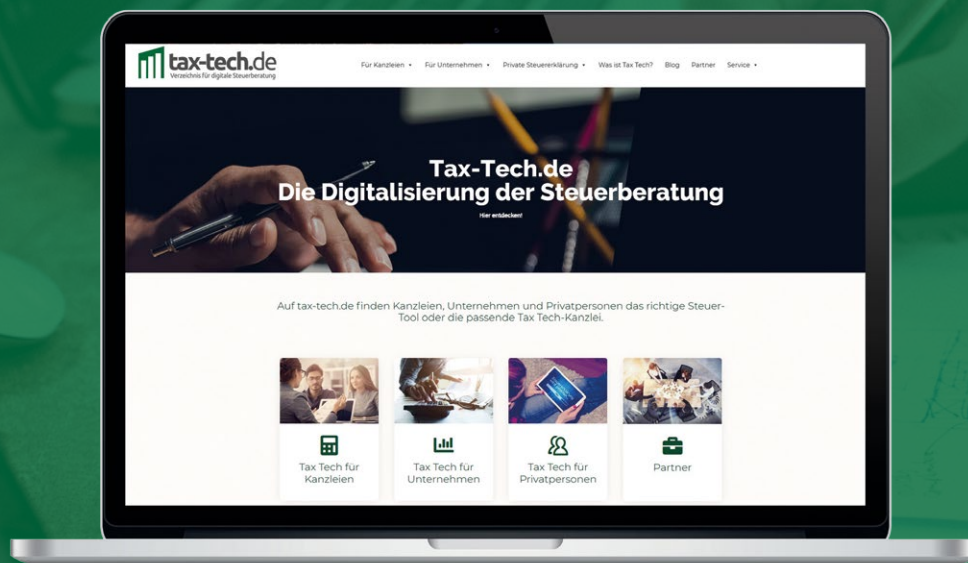 tax-tech.de
Verzeichnis für digitale Steuerberatung
Für Kanzleien
Für Unternehmen
Private Steuererklärung
Was ist Tax Tech?
Blog
Partner
Service
Tax-Tech.de
Die Digitalisierung der Steuerberatung
Hier entdecken!
Auf tax-tech.de finden Kanzleien, Unternehmen und Privatpersonen das richtige Steuer-
Tool oder die passende Tax Tech-Kanzlei.
Tax Tech für
Kanzleien
Tax Tech für
Unternehmen
Tax Tech für
Privatpersonen
Partner